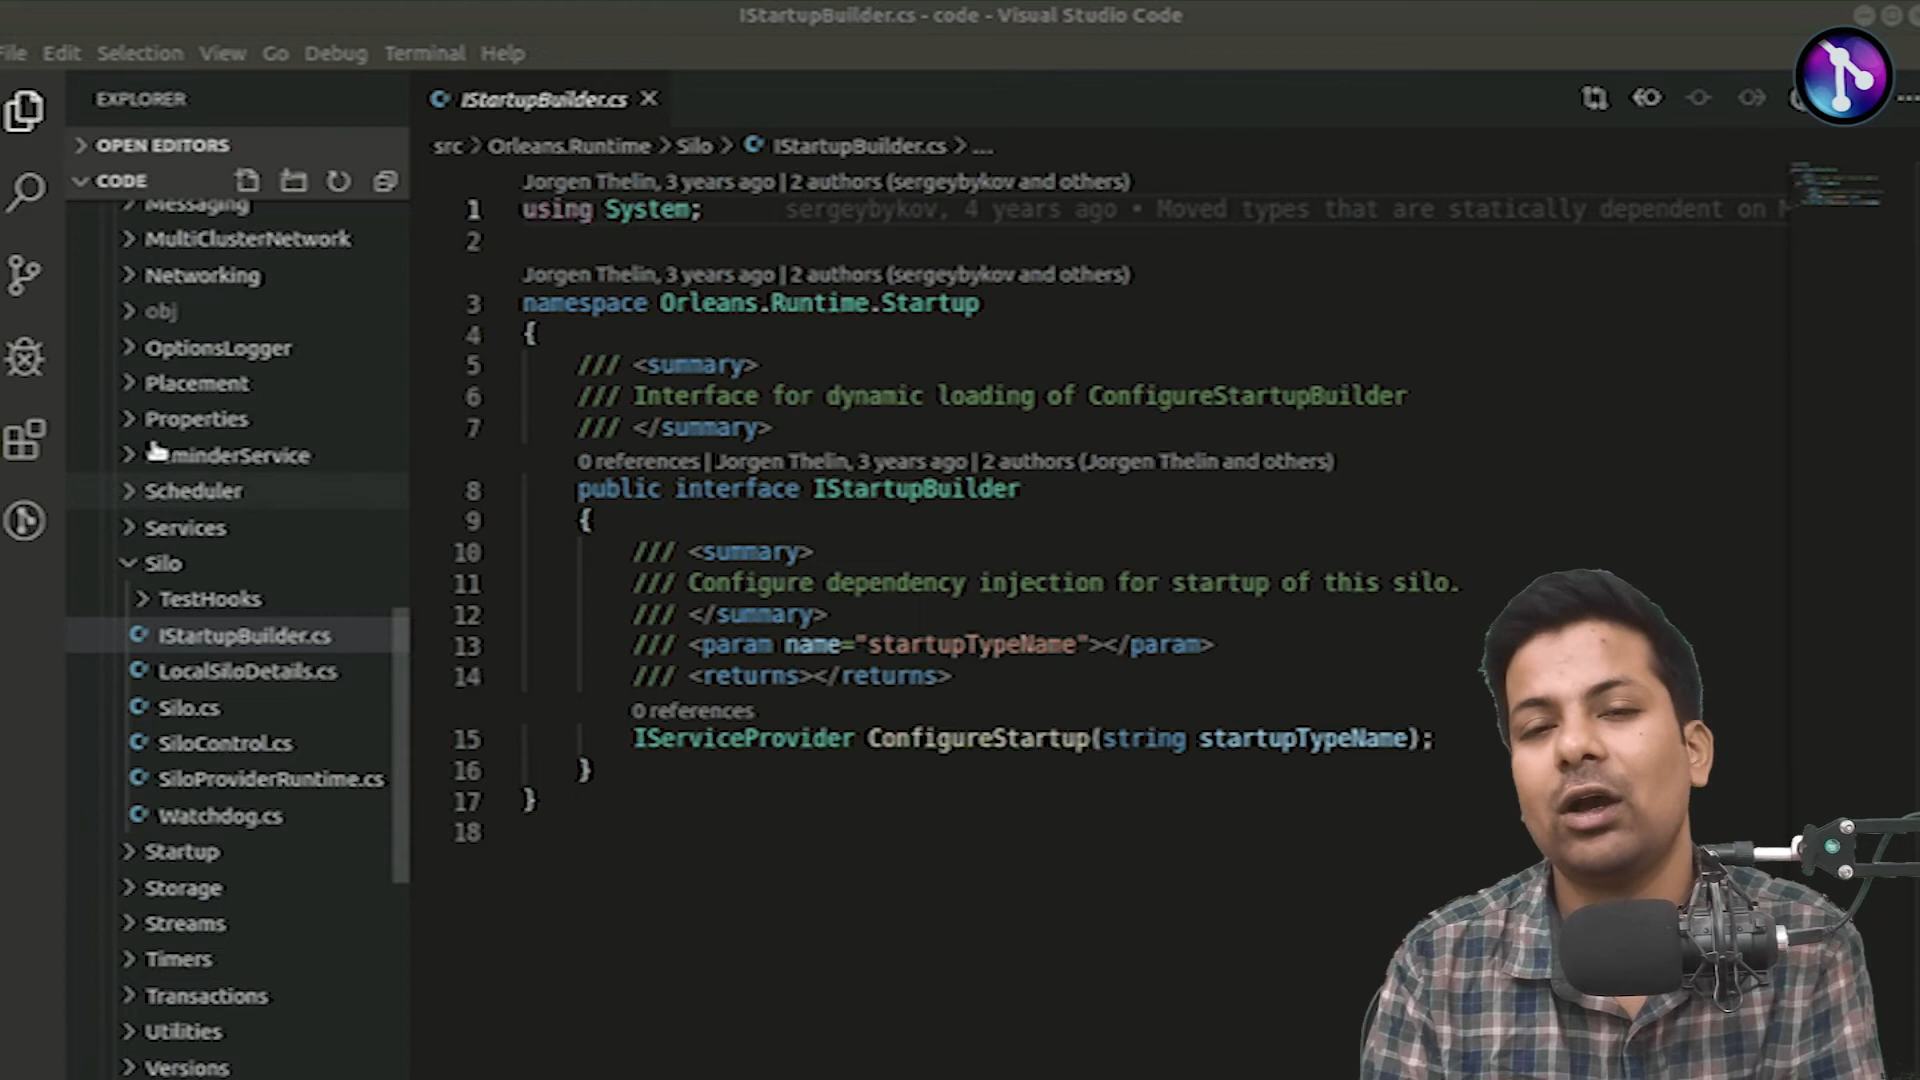 IStartupBuilder.cs - code - Visual Studio Code
File Edit Selection View Go Debug Terminal Help
EXPLORER
OPEN EDITORS
CODE
Messaging
MultiClusterNetwork
Networking
obj
OptionsLogger
Placement
Properties
minderService
Scheduler
Services
Silo
TestHooks
IStartupBuilder.cs
LocalSiloDetails.cs
Silo.cs
SiloControl.cs
SiloProviderRuntime.cs
Watchdog.cs
Startup
Storage
Streams
Timers
Transactions
Utilities
Versions
IStartupBuilder.cs
src > Orleans.Runtime > Silo > IStartupBuilder.cs > ...
Jorgen Thelin, 3 years ago | 2 authors (sergeybykov and others)
1 using System; sergeybykov, 4 years ago • Moved types that are statically dependent on
2
Jorgen Thelin, 3 years ago | 2 authors (sergeybykov and others)
3 namespace Orleans.Runtime.Startup
4 {
5 /// <summary>
6 /// Interface for dynamic loading of ConfigureStartupBuilder
7 /// </summary>
0 references | Jorgen Thelin, 3 years ago | 2 authors (Jorgen Thelin and others)
8 public interface IStartupBuilder
9 {
10 /// <summary>
11 /// Configure dependency injection for startup of this silo.
12 /// </summary>
13 /// <param name="startupTypeName"></param>
14 /// <returns></returns>
0 references
15 IServiceProvider ConfigureStartup(string startupTypeName);
16 }
17 }
18